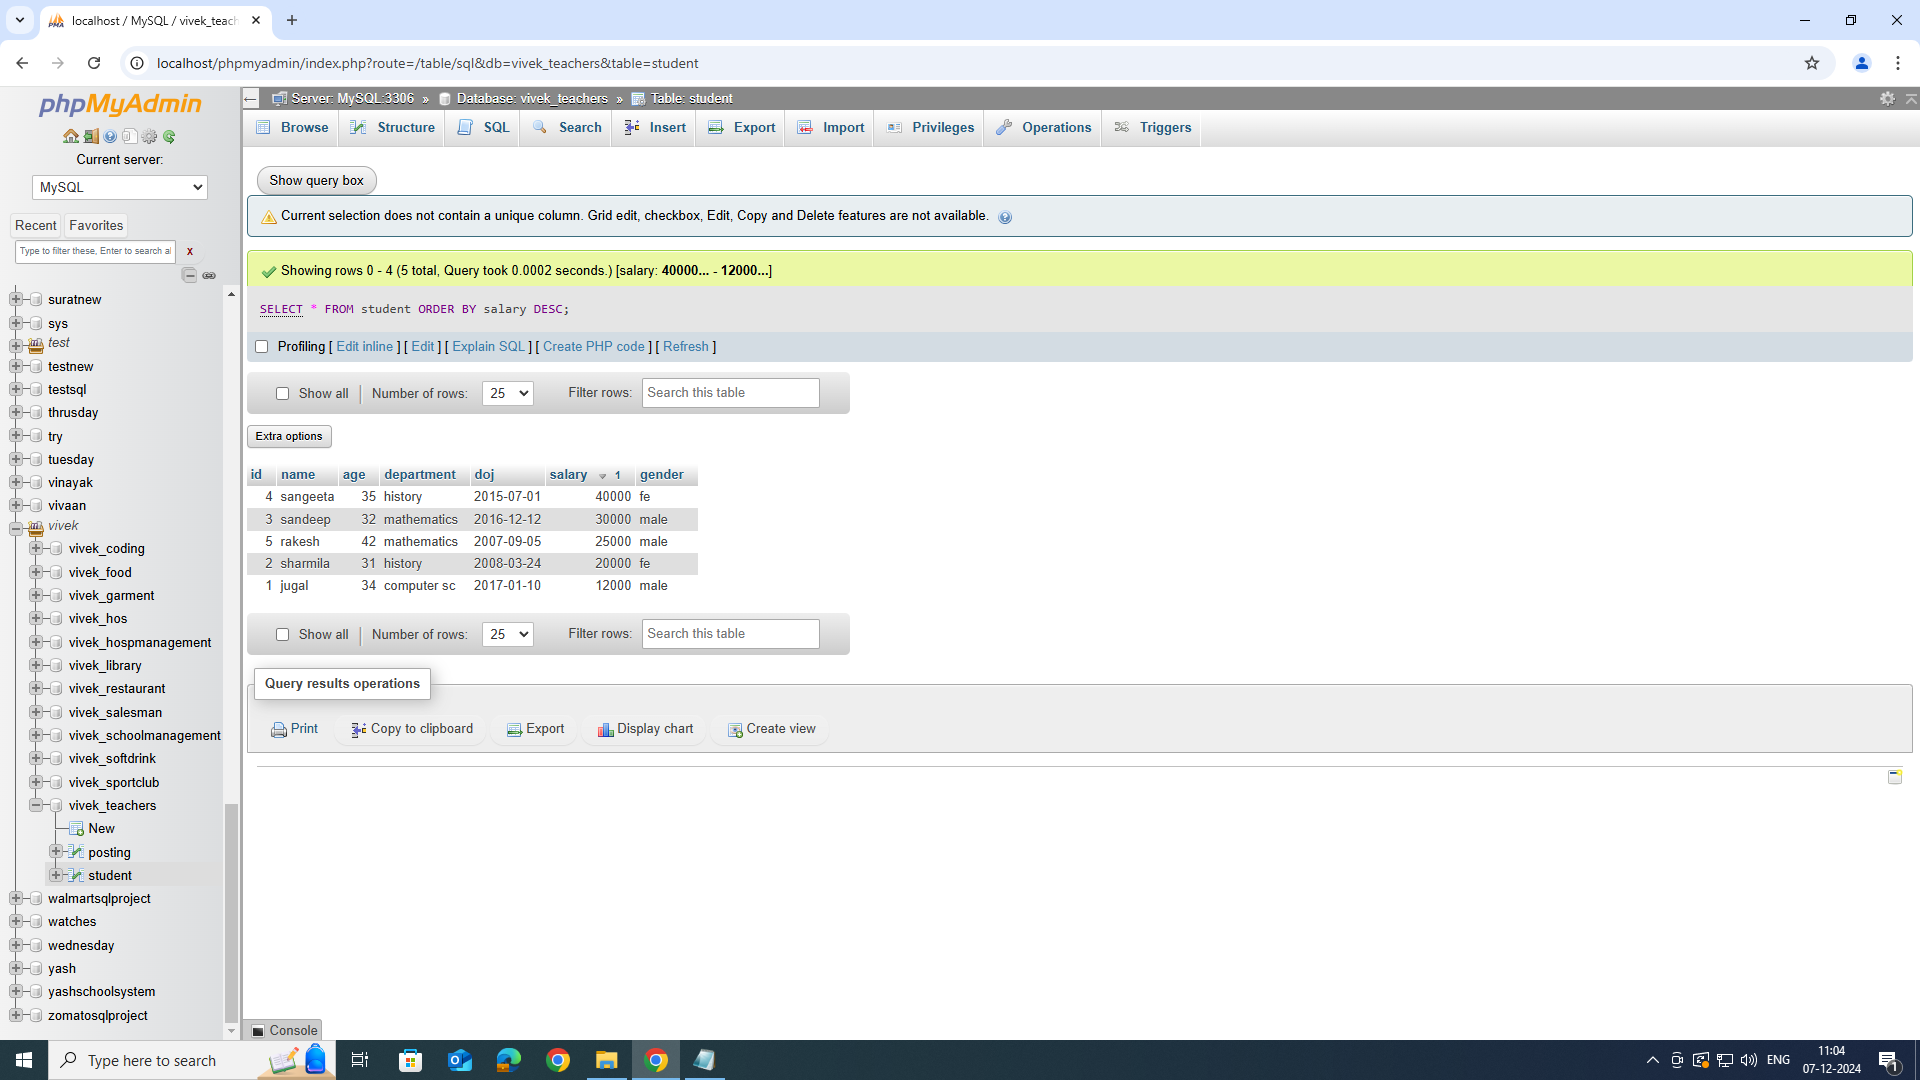 localhost / MySQL / vivek_teach
localhost/phpmyadmin/index.php?route=/table/sql&db=vivek_teachers&table=student
phpMyAdmin
Current server:
MySQL
Recent Favorites
Type to filter these, Enter to search al X
suratnew
sys
test
testnew
testsql
thrusday
try
tuesday
vinayak
vivaan
vivek
vivek_coding
vivek_food
vivek_garment
vivek_hos
vivek_hospmanagement
vivek_library
vivek_restaurant
vivek_salesman
vivek_schoolmanagement
vivek_softdrink
vivek_sportclub
vivek_teachers
New
posting
student
walmartsqlproject
watches
wednesday
yash
yashschoolsystem
zomatosqlproject
Server: MySQL:3306 » Database: vivek_teachers » Table: student
Browse Structure SQL Search Insert Export Import Privileges Operations Triggers
Show query box
Current selection does not contain a unique column. Grid edit, checkbox, Edit, Copy and Delete features are not available.
Showing rows 0 - 4 (5 total, Query took 0.0002 seconds.) [salary: 40000... - 12000...]
SELECT * FROM student ORDER BY salary DESC;
Profiling [ Edit inline ] [ Edit ] [ Explain SQL ] [ Create PHP code ] [ Refresh ]
Show all Number of rows: 25 Filter rows: Search this table
Extra options
id name age department doj salary 1 gender
4 sangeeta 35 history 2015-07-01 40000 fe
3 sandeep 32 mathematics 2016-12-12 30000 male
5 rakesh 42 mathematics 2007-09-05 25000 male
2 sharmila 31 history 2008-03-24 20000 fe
1 jugal 34 computer sc 2017-01-10 12000 male
Show all Number of rows: 25 Filter rows: Search this table
Query results operations
Print Copy to clipboard Export Display chart Create view
Console
Type here to search
ENG
11:04
07-12-2024
1